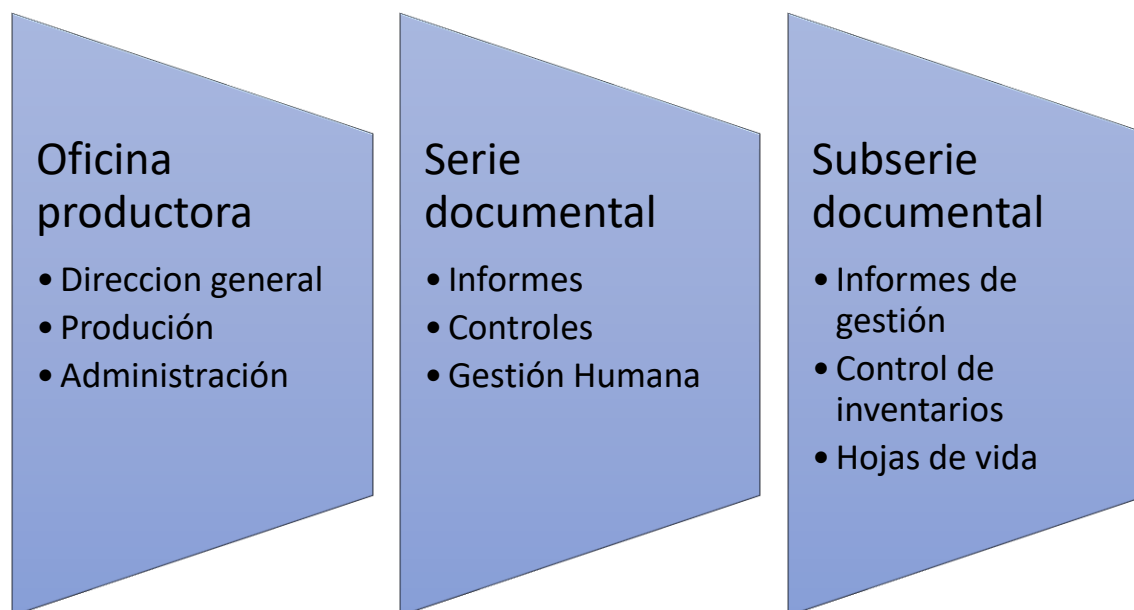 Oficina
productora
• Direccion general
• Produción
• Administración
Serie
documental
• Informes
• Controles
• Gestión Humana
Subserie
documental
• Informes de
gestión
• Control de
inventarios
• Hojas de vida